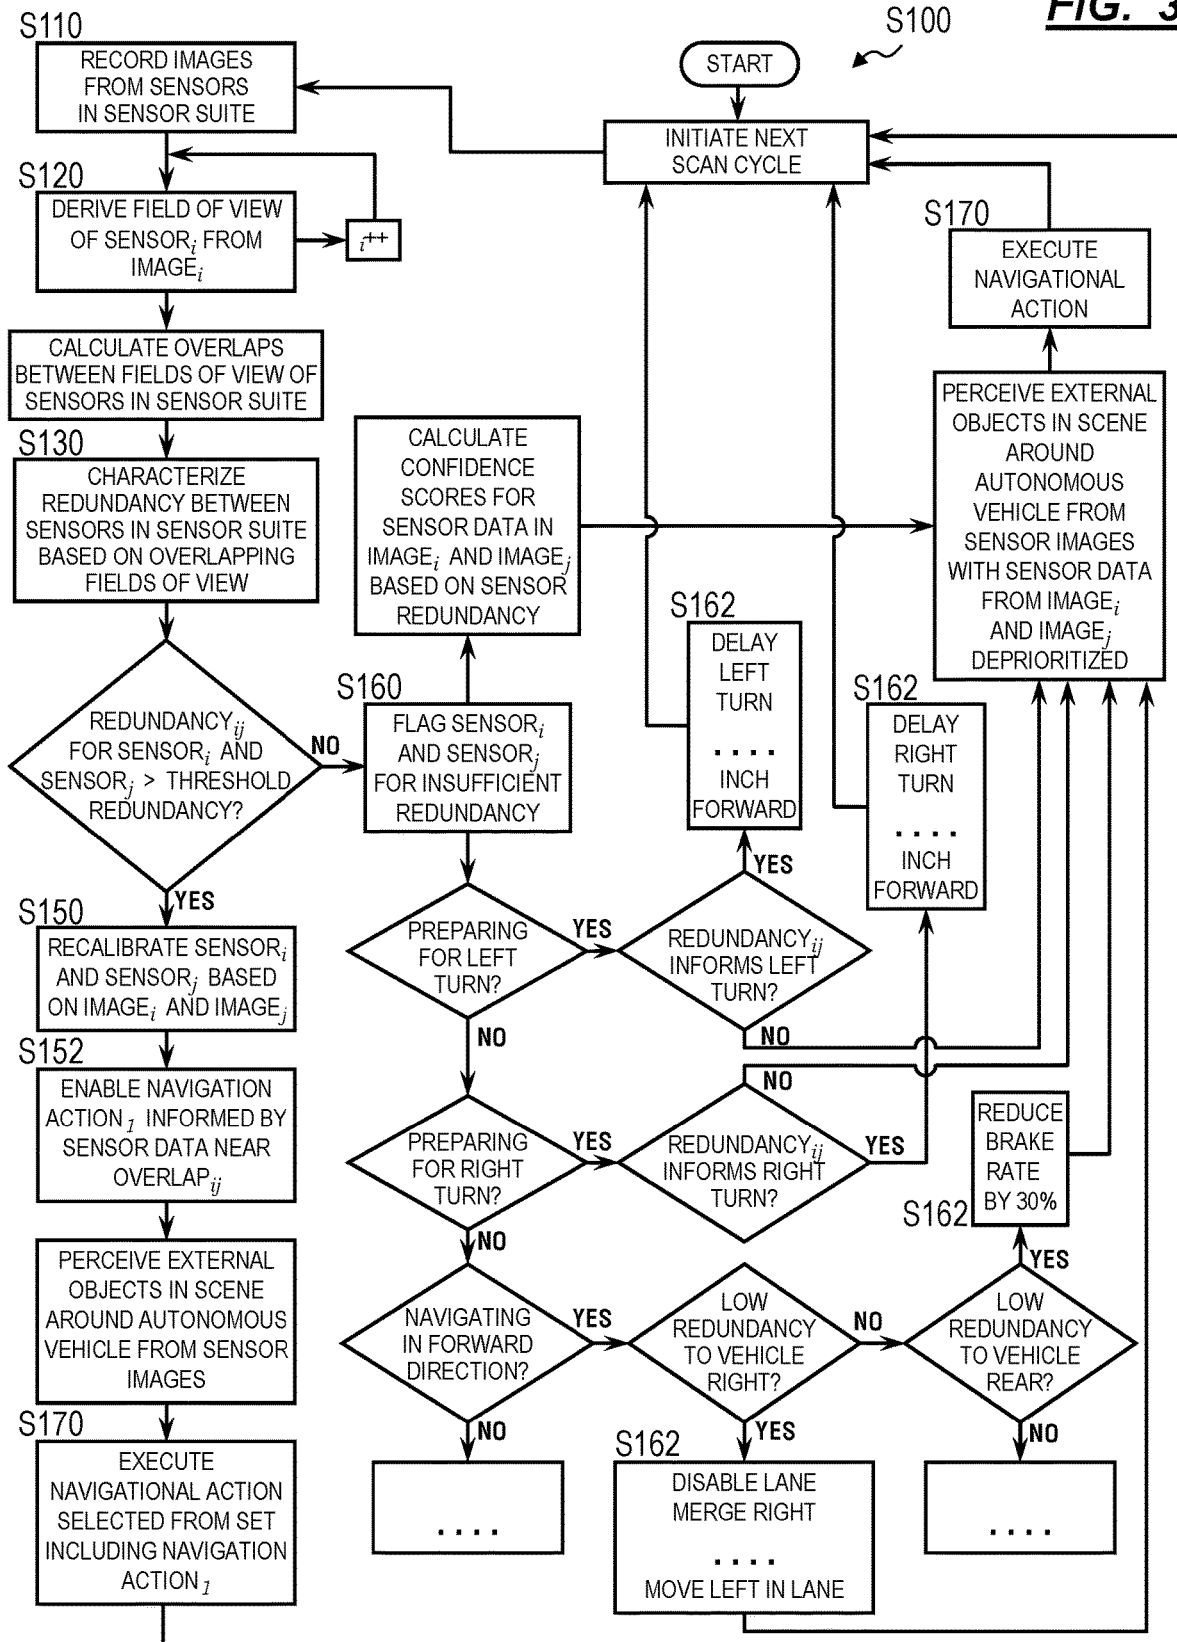 FIG. 3
S100
START
INITIATE NEXT
SCAN CYCLE
S110
RECORD IMAGES
FROM SENSORS
IN SENSOR SUITE
S120
DERIVE FIELD OF VIEW
OF SENSORi FROM
IMAGEi
i++
CALCULATE OVERLAPS
BETWEEN FIELDS OF VIEW OF
SENSORS IN SENSOR SUITE
S130
CHARACTERIZE
REDUNDANCY BETWEEN
SENSORS IN SENSOR SUITE
BASED ON OVERLAPPING
FIELDS OF VIEW
REDUNDANCYij
FOR SENSORi AND
SENSORj > THRESHOLD
REDUNDANCY?
NO
YES
S150
RECALIBRATE SENSORi
AND SENSORj BASED
ON IMAGEi AND IMAGEj
S152
ENABLE NAVIGATION
ACTION1 INFORMED BY
SENSOR DATA NEAR
OVERLAPij
PERCEIVE EXTERNAL
OBJECTS IN SCENE
AROUND AUTONOMOUS
VEHICLE FROM SENSOR
IMAGES
S170
EXECUTE
NAVIGATIONAL ACTION
SELECTED FROM SET
INCLUDING NAVIGATION
ACTION1
CALCULATE
CONFIDENCE
SCORES FOR
SENSOR DATA IN
IMAGEi AND IMAGEj
BASED ON SENSOR
REDUNDANCY
S160
FLAG SENSORi
AND SENSORj
FOR INSUFFICIENT
REDUNDANCY
PREPARING
FOR LEFT
TURN?
YES
NO
REDUNDANCYij
INFORMS LEFT
TURN?
YES
NO
S162
DELAY
LEFT
TURN
. . . .
INCH
FORWARD
PREPARING
FOR RIGHT
TURN?
YES
NO
REDUNDANCYij
INFORMS RIGHT
TURN?
NO
YES
S162
DELAY
RIGHT
TURN
. . . .
INCH
FORWARD
NAVIGATING
IN FORWARD
DIRECTION?
YES
NO
. . . .
LOW
REDUNDANCY
TO VEHICLE
RIGHT?
NO
YES
S162
DISABLE LANE
MERGE RIGHT
. . . .
MOVE LEFT IN LANE
LOW
REDUNDANCY
TO VEHICLE
REAR?
YES
NO
. . . .
S162
REDUCE
BRAKE
RATE
BY 30%
PERCEIVE EXTERNAL
OBJECTS IN SCENE
AROUND
AUTONOMOUS
VEHICLE FROM
SENSOR IMAGES
WITH SENSOR DATA
FROM IMAGEi
AND IMAGEj
DEPRIORITIZED
S170
EXECUTE
NAVIGATIONAL
ACTION